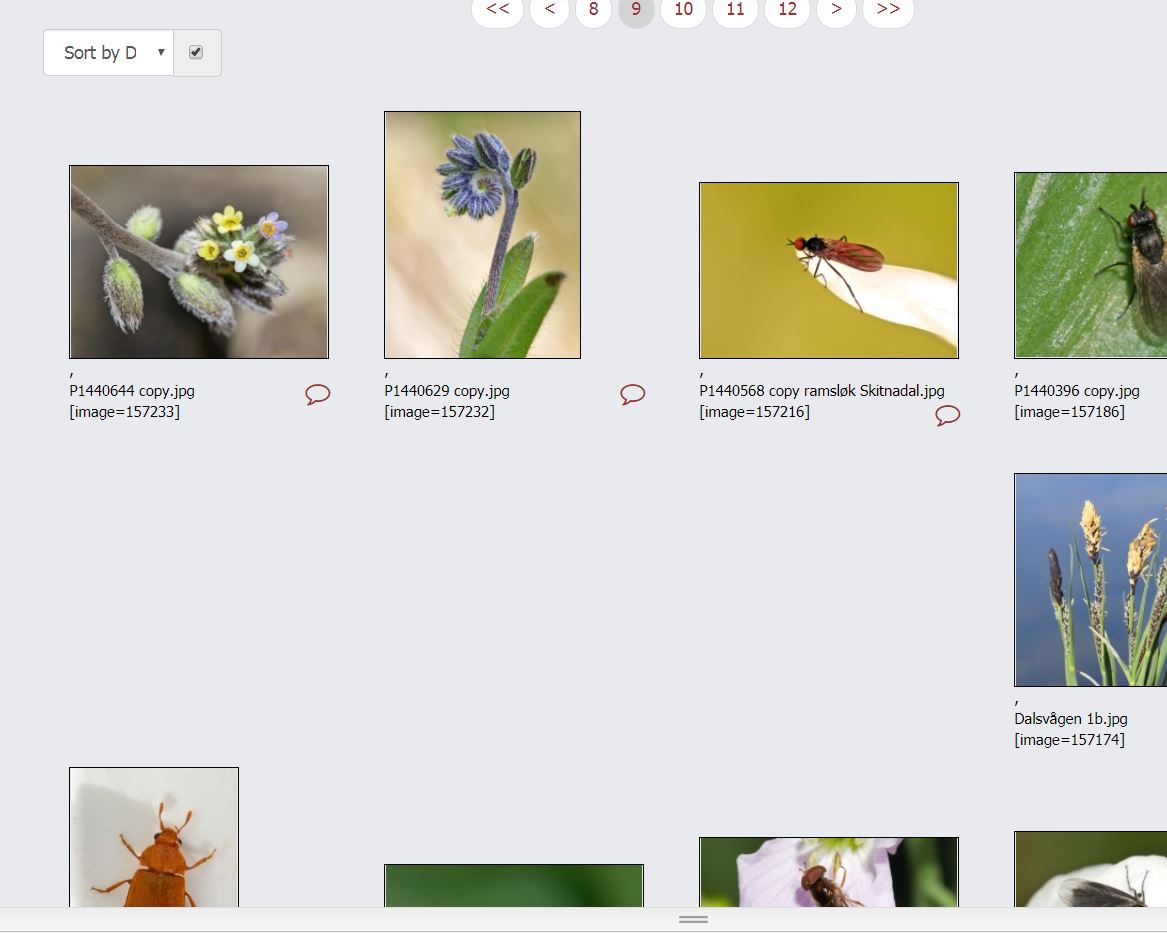 << < 8 9 10 11 12 > >>
Sort by D
,
P1440644 copy.jpg
[image=157233]
,
P1440629 copy.jpg
[image=157232]
,
P1440568 copy ramsløk Skitnadal.jpg
[image=157216]
,
P1440396 copy.jpg
[image=157186]
,
Dalsvågen 1b.jpg
[image=157174]